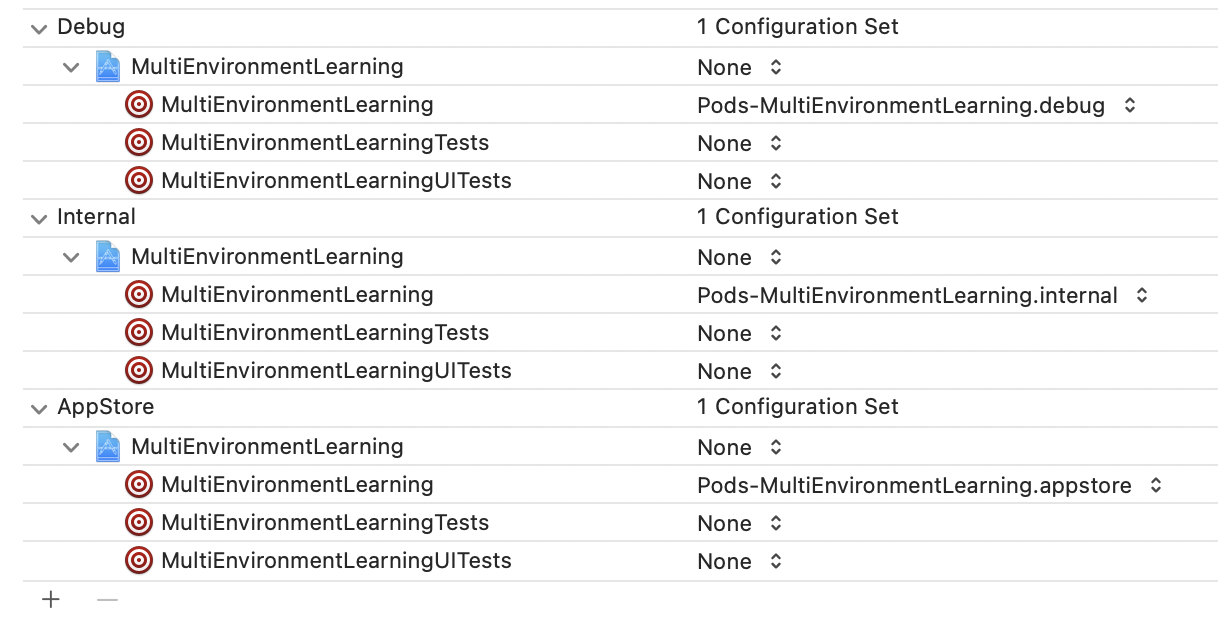 Debug 1 Configuration Set
MultiEnvironmentLearning None
MultiEnvironmentLearning Pods-MultiEnvironmentLearning.debug
MultiEnvironmentLearningTests None
MultiEnvironmentLearningUITests None
Internal 1 Configuration Set
MultiEnvironmentLearning None
MultiEnvironmentLearning Pods-MultiEnvironmentLearning.internal
MultiEnvironmentLearningTests None
MultiEnvironmentLearningUITests None
AppStore 1 Configuration Set
MultiEnvironmentLearning None
MultiEnvironmentLearning Pods-MultiEnvironmentLearning.appstore
MultiEnvironmentLearningTests None
MultiEnvironmentLearningUITests None